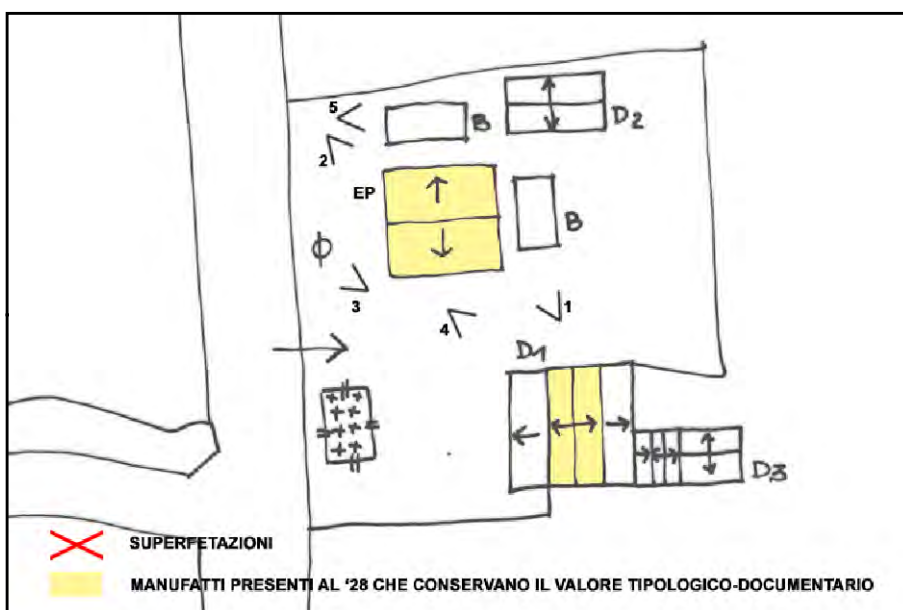 5
B
D2
2
EP
B
Φ
3
4
1
D1
D3
SUPERFETAZIONI
MANUFATTI PRESENTI AL '28 CHE CONSERVANO IL VALORE TIPOLOGICO-DOCUMENTARIO